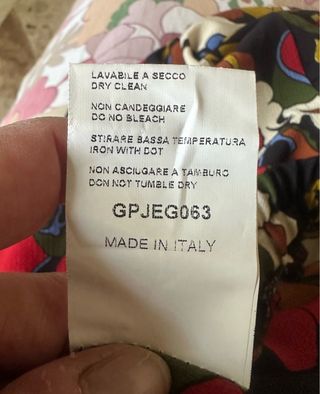 LAVABILE A SECCO
DRY CLEAN
NON CANDEGGIARE
DO NO BLEACH
STIRARE BASSA TEMPERATURA
IRON WITH DOT
NON ASCIUGARE A TAMBURO
DON NOT TUMBLE DRY
GPJEG063
MADE IN ITALY